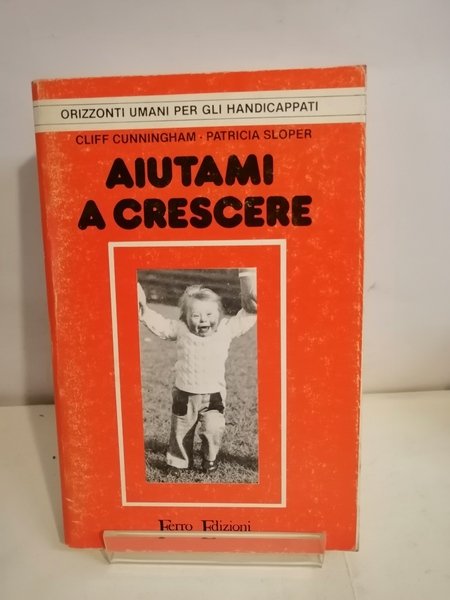 ORIZZONTI UMANI PER GLI HANDICAPPATI
CLIFF CUNNINGHAM - PATRICIA SLOPER
AIUTAMI
A CRESCERE
Ferro Edizioni